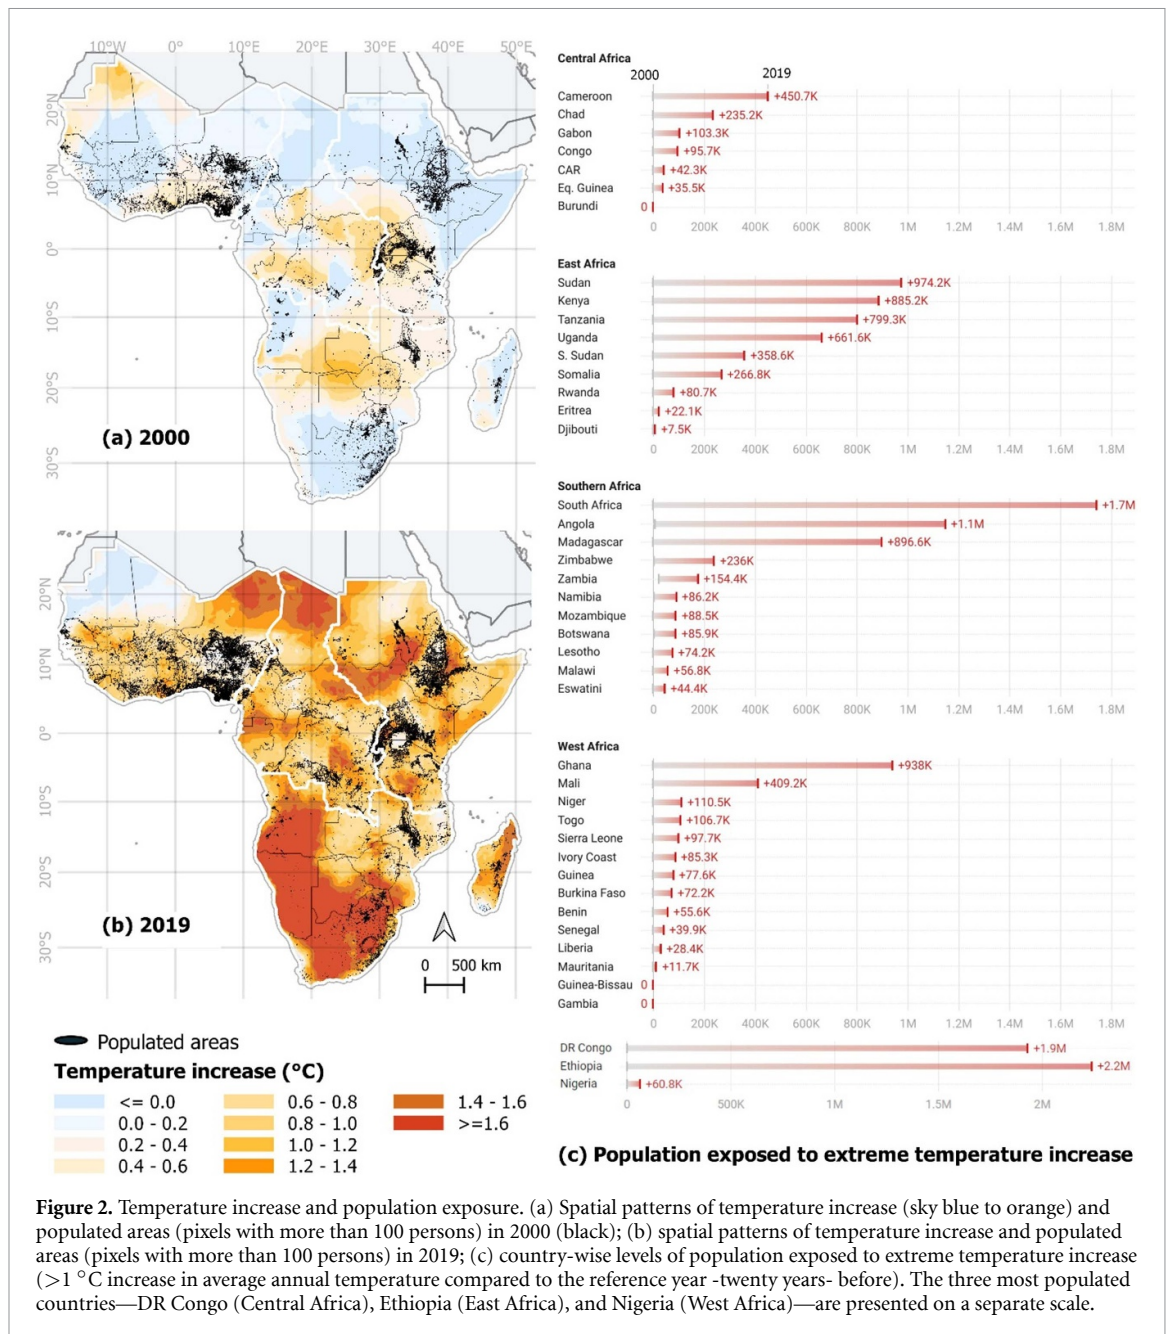 10°W 0° 10°E 20°E 30°E 40°E 50°E
20°N
10°N
0°
10°S
20°S
30°S
(a) 2000
20°N
10°N
0°
10°S
20°S
30°S
(b) 2019
0 500 km
Populated areas
Temperature increase (°C)
<= 0.0
0.0 - 0.2
0.2 - 0.4
0.4 - 0.6
0.6 - 0.8
0.8 - 1.0
1.0 - 1.2
1.2 - 1.4
1.4 - 1.6
>=1.6
Central Africa
2000 2019
Cameroon +450.7K
Chad +235.2K
Gabon +103.3K
Congo +95.7K
CAR +42.3K
Eq. Guinea +35.5K
Burundi 0
0 200K 400K 600K 800K 1M 1.2M 1.4M 1.6M 1.8M
East Africa
Sudan +974.2K
Kenya +885.2K
Tanzania +799.3K
Uganda +661.6K
S. Sudan +358.6K
Somalia +266.8K
Rwanda +80.7K
Eritrea +22.1K
Djibouti +7.5K
0 200K 400K 600K 800K 1M 1.2M 1.4M 1.6M 1.8M
Southern Africa
South Africa +1.7M
Angola +1.1M
Madagascar +896.6K
Zimbabwe +236K
Zambia +154.4K
Namibia +86.2K
Mozambique +88.5K
Botswana +85.9K
Lesotho +74.2K
Malawi +56.8K
Eswatini +44.4K
0 200K 400K 600K 800K 1M 1.2M 1.4M 1.6M 1.8M
West Africa
Ghana +938K
Mali +409.2K
Niger +110.5K
Togo +106.7K
Sierra Leone +97.7K
Ivory Coast +85.3K
Guinea +77.6K
Burkina Faso +72.2K
Benin +55.6K
Senegal +39.9K
Liberia +28.4K
Mauritania +11.7K
Guinea-Bissau 0
Gambia 0
0 200K 400K 600K 800K 1M 1.2M 1.4M 1.6M 1.8M
DR Congo +1.9M
Ethiopia +2.2M
Nigeria +60.8K
0 500K 1M 1.5M 2M
(c) Population exposed to extreme temperature increase
Figure 2. Temperature increase and population exposure. (a) Spatial patterns of temperature increase (sky blue to orange) and
populated areas (pixels with more than 100 persons) in 2000 (black); (b) spatial patterns of temperature increase and populated
areas (pixels with more than 100 persons) in 2019; (c) country-wise levels of population exposed to extreme temperature increase
(>1 °C increase in average annual temperature compared to the reference year -twenty years- before). The three most populated
countries—DR Congo (Central Africa), Ethiopia (East Africa), and Nigeria (West Africa)—are presented on a separate scale.